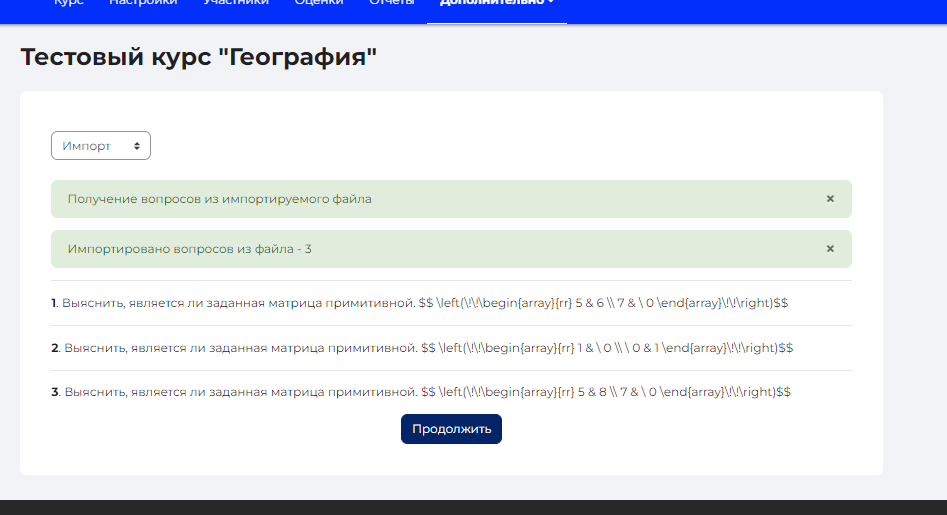 Курс Настройки Участники Оценки Отчеты Дополнительно
Тестовый курс "География"
Импорт
Получение вопросов из импортируемого файла ×
Импортировано вопросов из файла - 3 ×
1. Выяснить, является ли заданная матрица примитивной. $$ \left(\!\!\begin{array}{rr} 5 & 6 \\ 7 & \ 0 \end{array}\!\!\right)$$
2. Выяснить, является ли заданная матрица примитивной. $$ \left(\!\!\begin{array}{rr} 1 & \ 0 \\ \ 0 & 1 \end{array}\!\!\right)$$
3. Выяснить, является ли заданная матрица примитивной. $$ \left(\!\!\begin{array}{rr} 5 & 8 \\ 7 & \ 0 \end{array}\!\!\right)$$
Продолжить